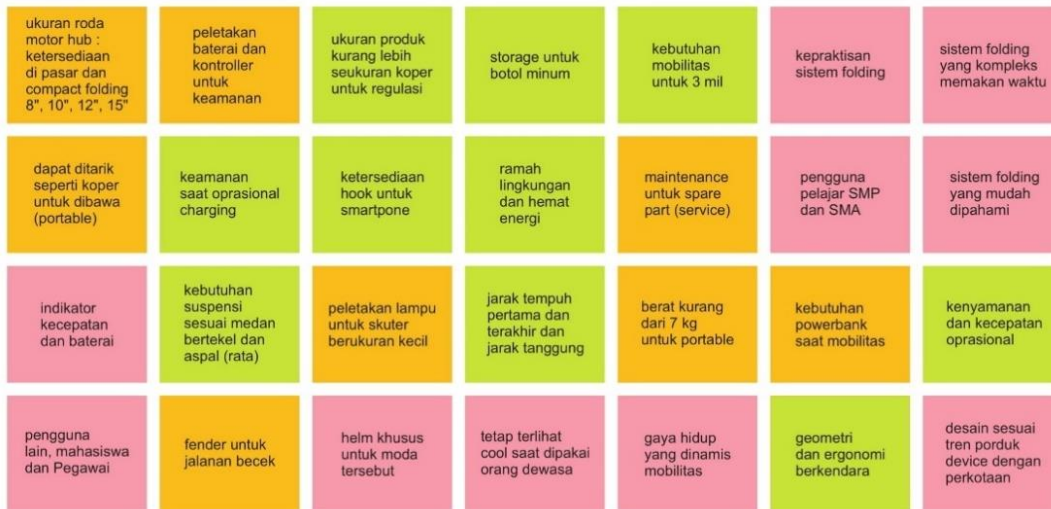 ukuran roda
motor hub :
ketersediaan
di pasar dan
compact folding
8", 10", 12", 15"
peletakan
baterai dan
kontroller
untuk
keamanan
ukuran produk
kurang lebih
seukuran koper
untuk regulasi
storage untuk
botol minum
kebutuhan
mobilitas
untuk 3 mil
kepraktisan
sistem folding
sistem folding
yang kompleks
memakan waktu
dapat ditarik
seperti koper
untuk dibawa
(portable)
keamanan
saat oprasional
charging
ketersediaan
hook untuk
smartpone
ramah
lingkungan
dan hemat
energi
maintenance
untuk spare
part (service)
pengguna
pelajar SMP
dan SMA
sistem folding
yang mudah
dipahami
indikator
kecepatan
dan baterai
kebutuhan
suspensi
sesuai medan
bertekel dan
aspal (rata)
peletakan lampu
untuk skuter
berukuran kecil
jarak tempuh
pertama dan
terakhir dan
jarak tanggung
berat kurang
dari 7 kg
untuk portable
kebutuhan
powerbank
saat mobilitas
kenyamanan
dan kecepatan
oprasional
pengguna
lain, mahasiswa
dan Pegawai
fender untuk
jalanan becek
helm khusus
untuk moda
tersebut
tetap terlihat
cool saat dipakai
orang dewasa
gaya hidup
yang dinamis
mobilitas
geometri
dan ergonomi
berkendara
desain sesuai
tren porduk
device dengan
perkotaan